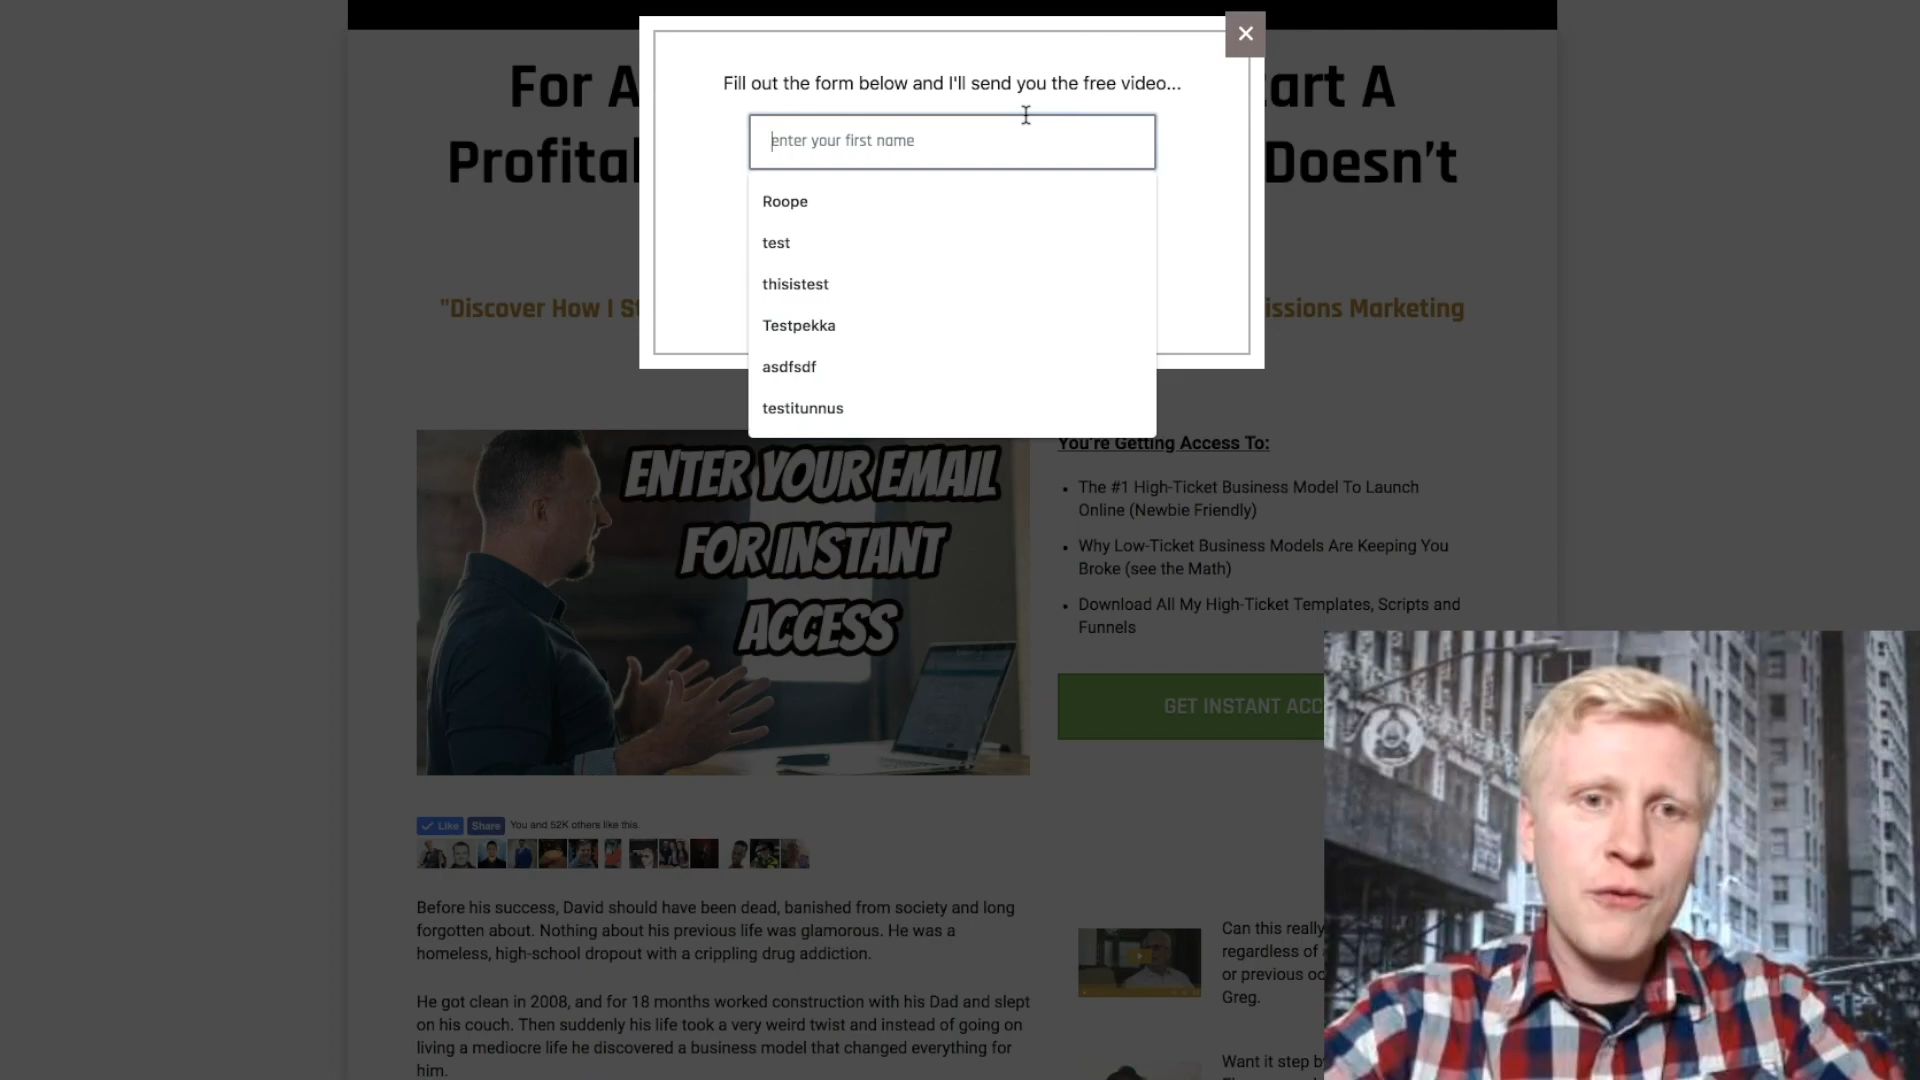 For A
art A
Profital
Doesn't
"Discover How I St
issions Marketing
×
Fill out the form below and I'll send you the free video...
enter your first name
Roope
test
thisistest
Testpekka
asdfsdf
testitunnus
ENTER YOUR EMAIL
FOR INSTANT
ACCESS
You're Getting Access To:
• The #1 High-Ticket Business Model To Launch
Online (Newbie Friendly)
• Why Low-Ticket Business Models Are Keeping You
Broke (see the Math)
• Download All My High-Ticket Templates, Scripts and
Funnels
GET INSTANT ACC
Like Share You and 52K others like this.
Before his success, David should have been dead, banished from society and long
forgotten about. Nothing about his previous life was glamorous. He was a
homeless, high-school dropout with a crippling drug addiction.
He got clean in 2008, and for 18 months worked construction with his Dad and slept
on his couch. Then suddenly his life took a very weird twist and instead of going on
living a mediocre life he discovered a business model that changed everything for
him.
Can this really
regardless of
or previous oc
Greg.
Want it step b